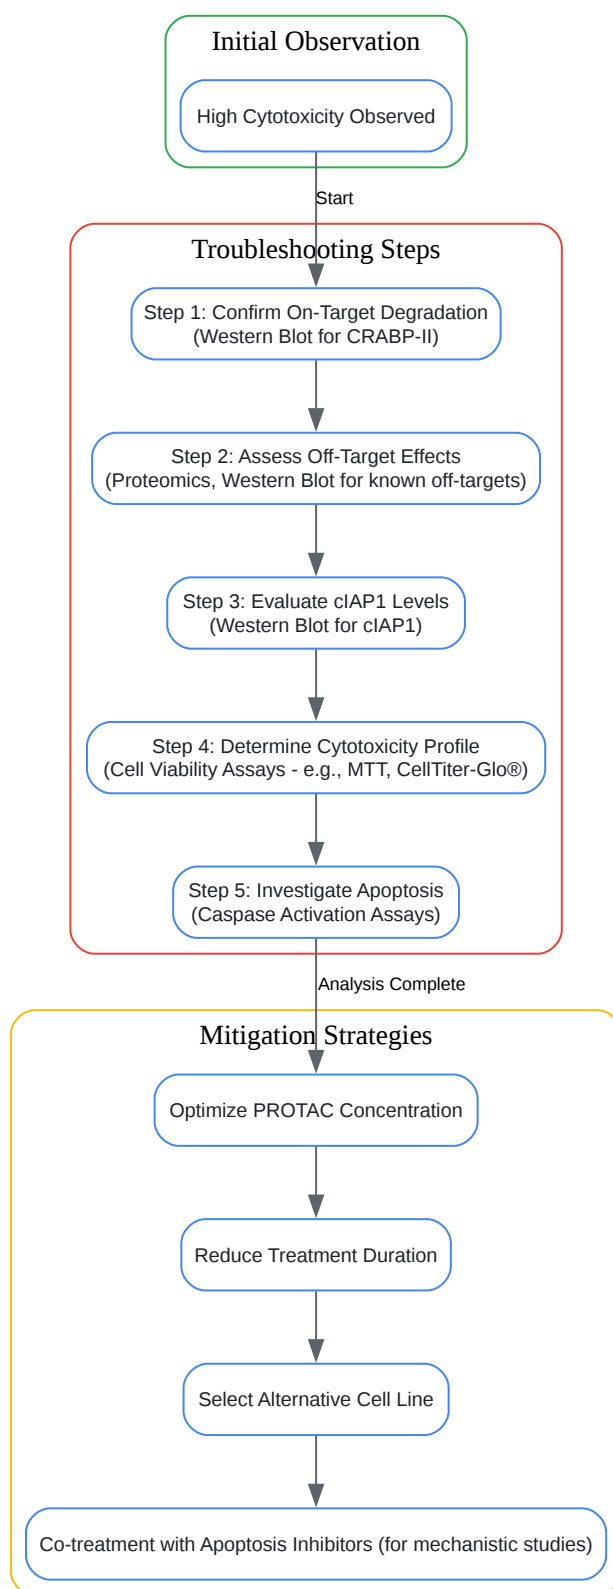 Initial Observation
High Cytotoxicity Observed
Start
Troubleshooting Steps
Step 1: Confirm On-Target Degradation
(Western Blot for CRABP-II)
Step 2: Assess Off-Target Effects
(Proteomics, Western Blot for known off-targets)
Step 3: Evaluate cIAP1 Levels
(Western Blot for cIAP1)
Step 4: Determine Cytotoxicity Profile
(Cell Viability Assays - e.g., MTT, CellTiter-Glo®)
Step 5: Investigate Apoptosis
(Caspase Activation Assays)
Analysis Complete
Mitigation Strategies
Optimize PROTAC Concentration
Reduce Treatment Duration
Select Alternative Cell Line
Co-treatment with Apoptosis Inhibitors (for mechanistic studies)